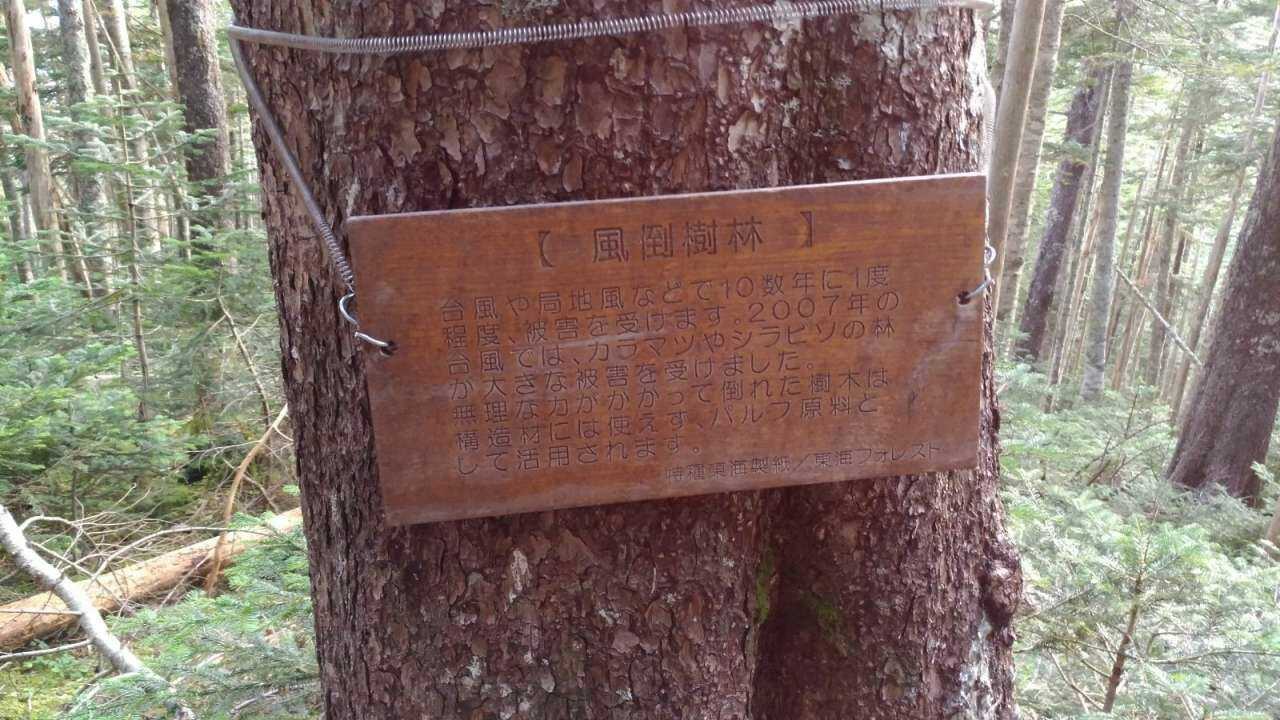 【 風倒樹林 】
台風や局地風などで10数年に1度
程度、被害を受けます。2007年の
台風では、カラマツやシラビソの林
が大きな被害を受けました。
無理な力がかかって倒れた樹木は
構造材には使えず、パルプ原料と
して活用されます。
特種東海製紙／東海フォレスト